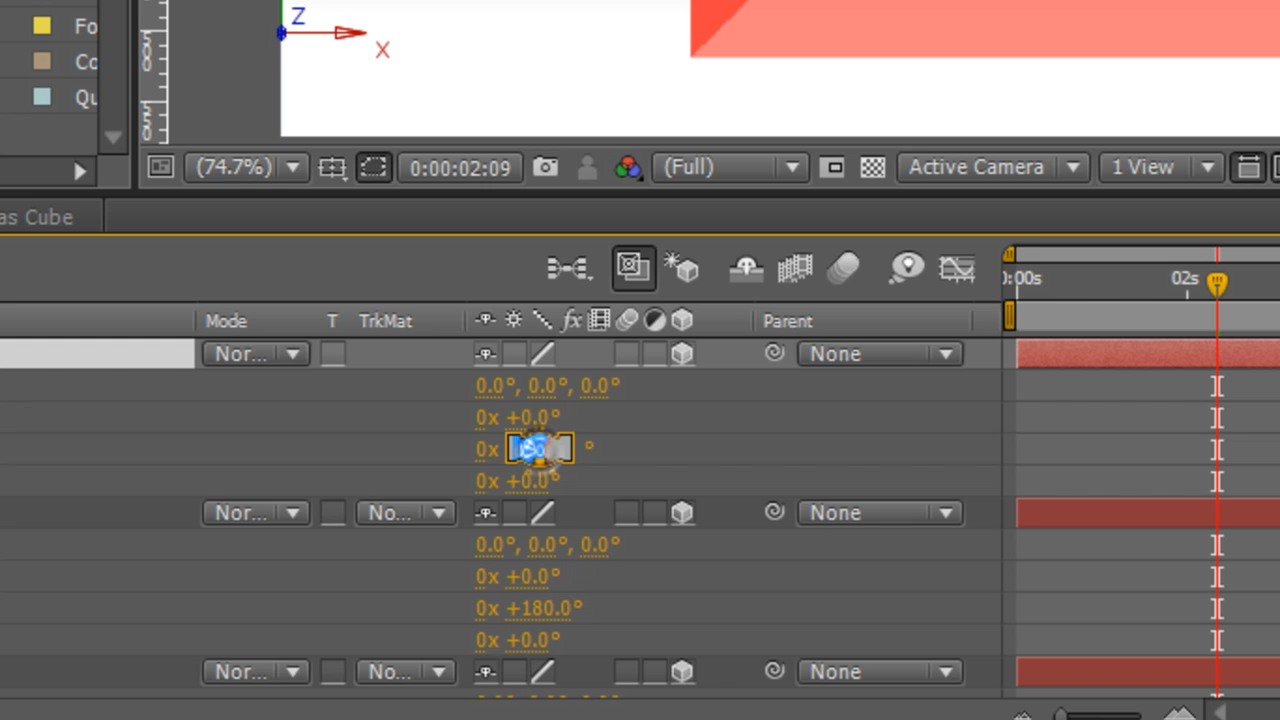 Z
Fo
X
Co
Qu
500
550
(74.7%)
0:00:02:09
(Full)
Active Camera
1 View
as Cube
0:00s
02s
Mode
T
TrkMat
fx
Parent
Nor...
None
0.0°, 0.0°, 0.0°
0x +0.0°
0x
°
0x +0.0°
Nor...
No...
None
0.0°, 0.0°, 0.0°
0x +0.0°
0x +180.0°
0x +0.0°
Nor...
No...
None